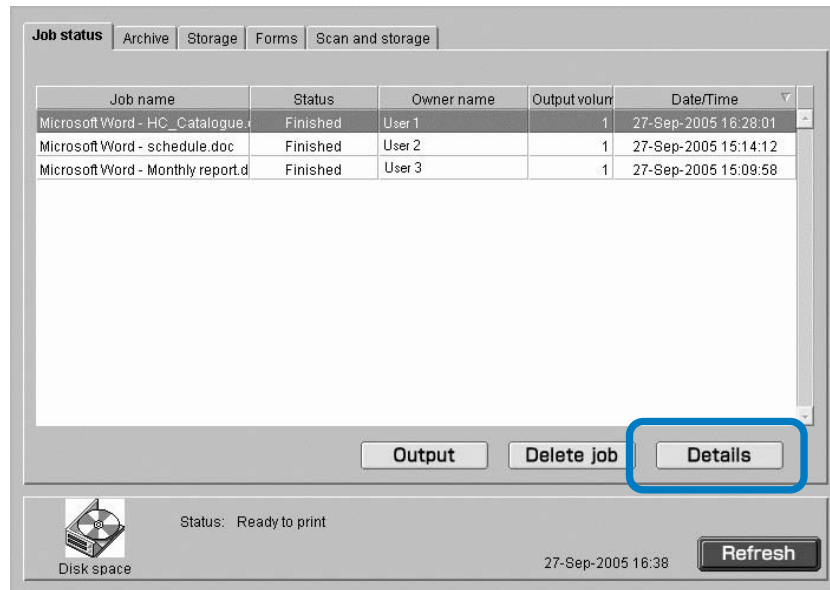 Job status Archive Storage Forms Scan and storage
Job name Status Owner name Output volum Date/Time
Microsoft Word - HC_Catalogue. Finished User 1 1 27-Sep-2005 16:28:01
Microsoft Word - schedule.doc Finished User 2 1 27-Sep-2005 15:14:12
Microsoft Word - Monthly report.d Finished User 3 1 27-Sep-2005 15:09:58
Output Delete job Details
Status: Ready to print
Disk space 27-Sep-2005 16:38 Refresh